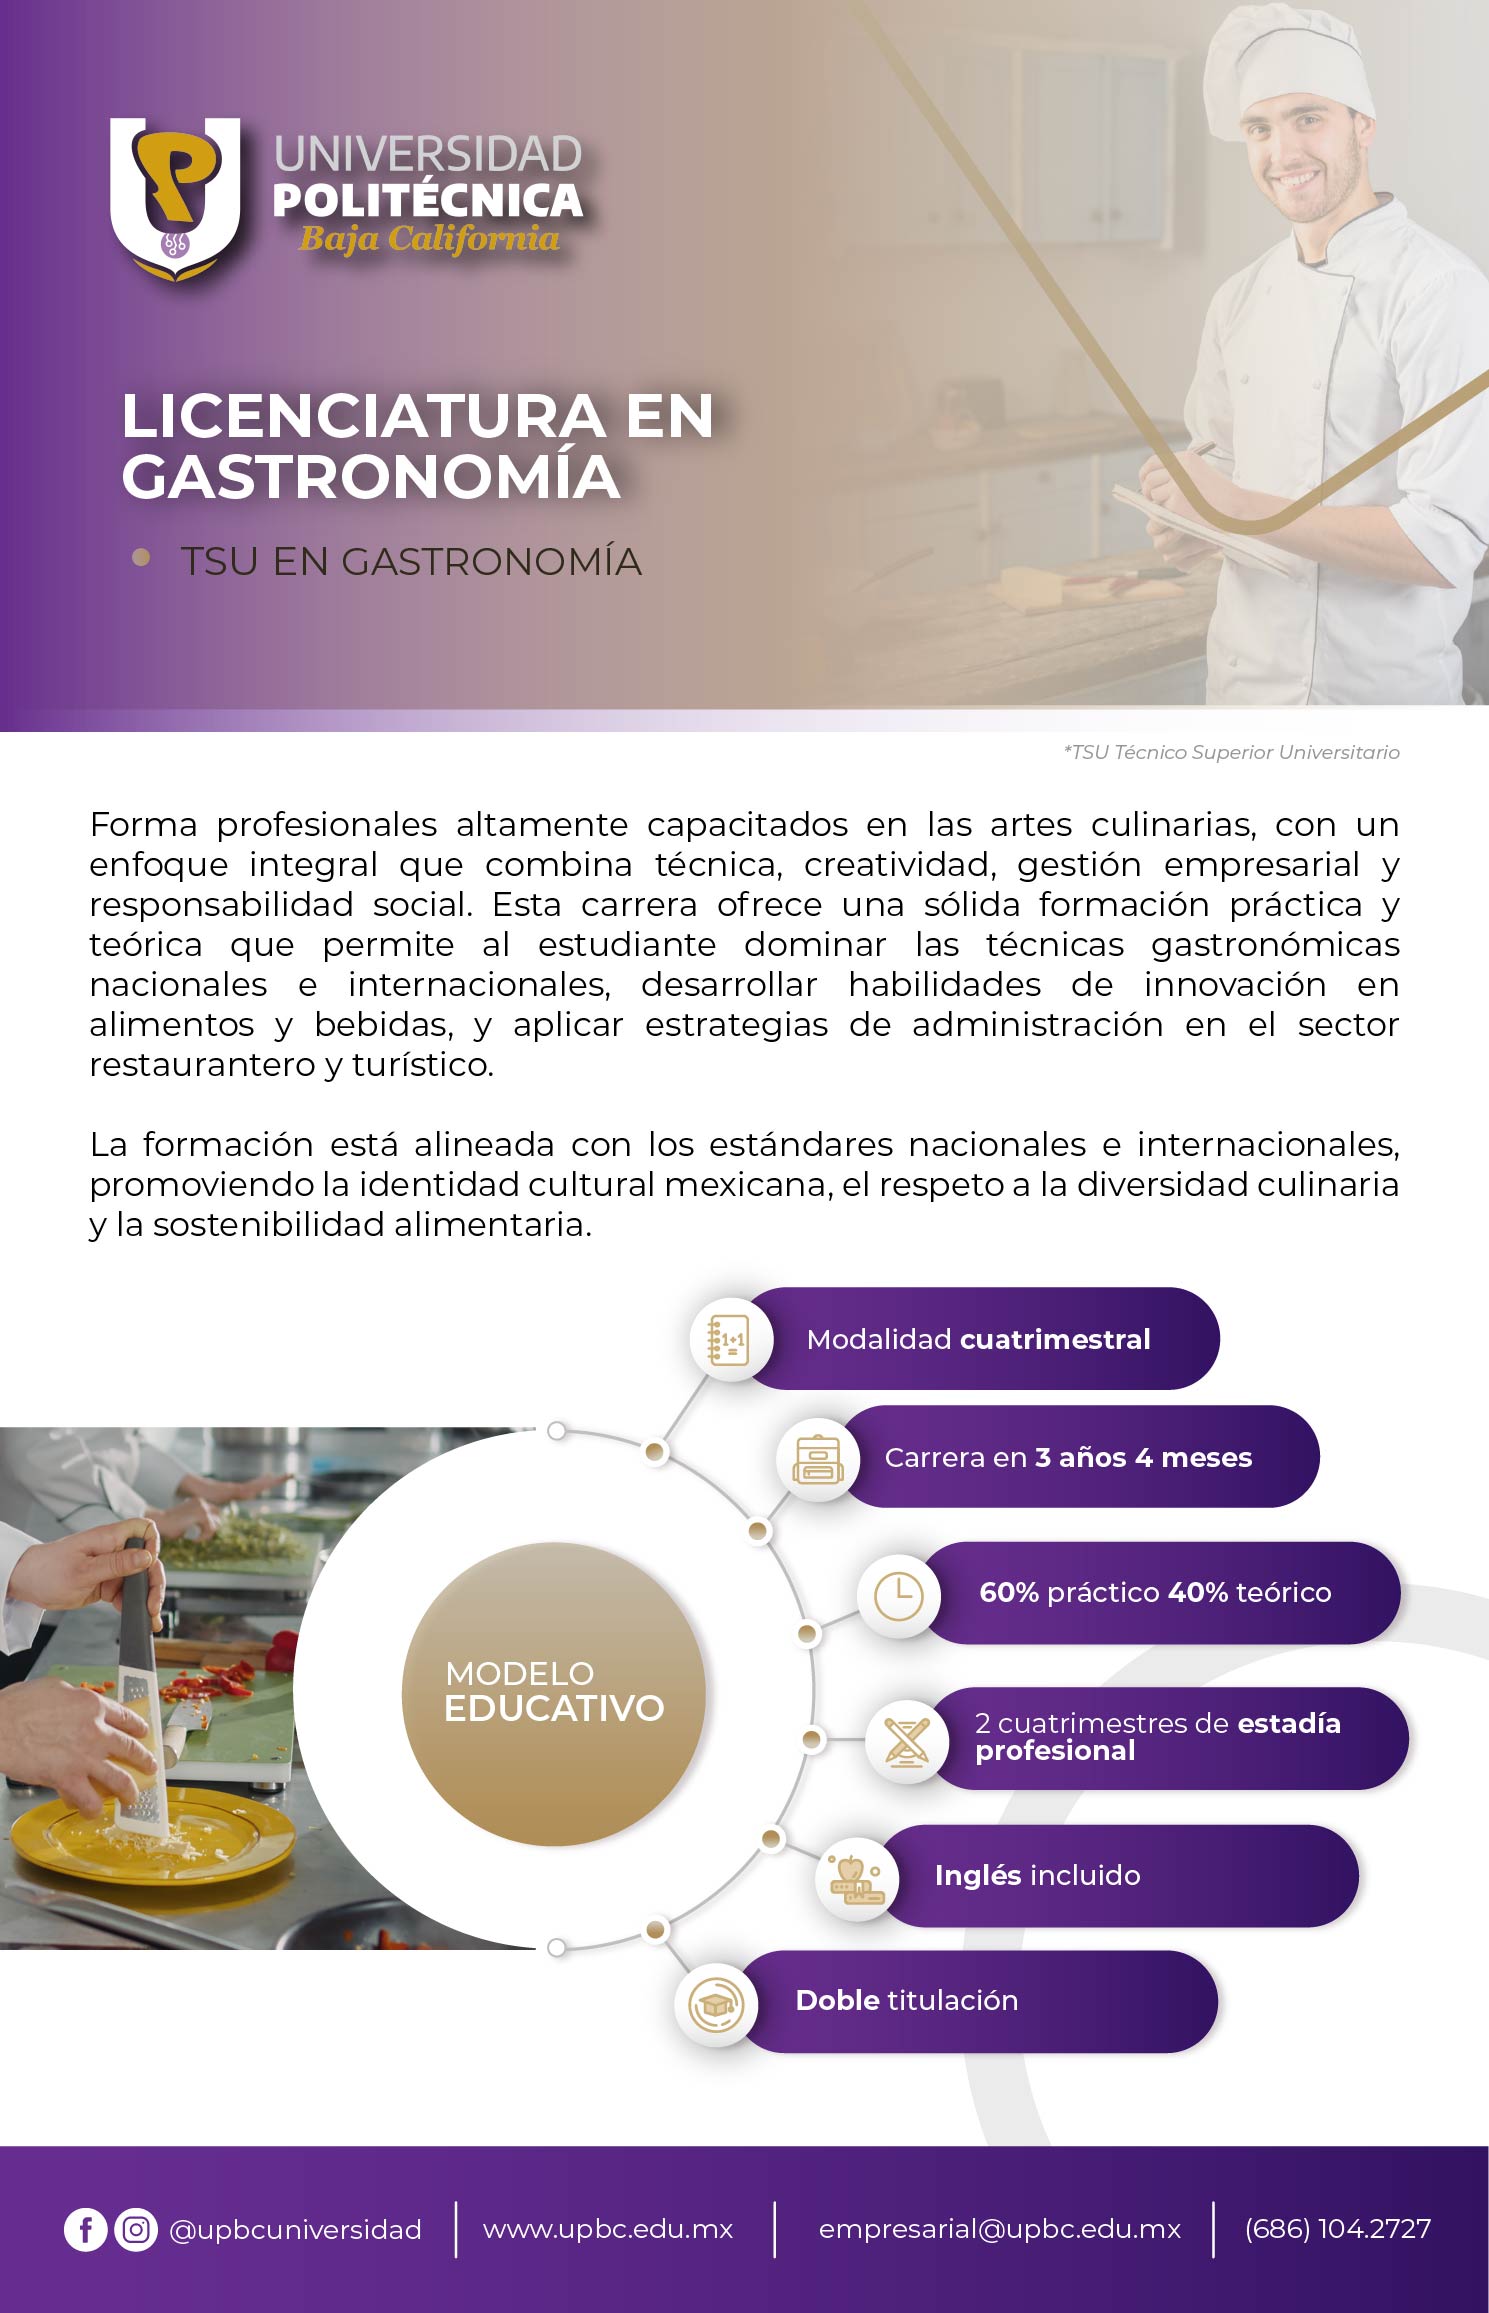 UNIVERSIDAD
POLITÉCNICA
Baja California
LICENCIATURA EN
GASTRONOMÍA
TSU EN GASTRONOMÍA
*TSU Técnico Superior Universitario
Forma profesionales altamente capacitados en las artes culinarias, con un
enfoque integral que combina técnica, creatividad, gestión empresarial y
responsabilidad social. Esta carrera ofrece una sólida formación práctica y
teórica que permite al estudiante dominar las técnicas gastronómicas
nacionales e internacionales, desarrollar habilidades de innovación en
alimentos y bebidas, y aplicar estrategias de administración en el sector
restaurantero y turístico.
La formación está alineada con los estándares nacionales e internacionales,
promoviendo la identidad cultural mexicana, el respeto a la diversidad culinaria
y la sostenibilidad alimentaria.
MODELO
EDUCATIVO
1+1
=
Modalidad cuatrimestral
Carrera en 3 años 4 meses
60% práctico 40% teórico
2 cuatrimestres de estadía
profesional
Inglés incluido
Doble titulación
@upbcuniversidad
www.upbc.edu.mx
empresarial@upbc.edu.mx
(686) 104.2727